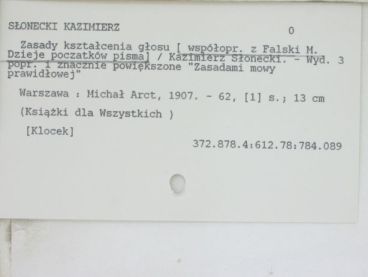 SŁONECKI KAZIMIERZ
0
Zasady kształcenia głosu [ współopr. z Falski M.
Dzieje początków pisma] / Kazimierz Słonecki. - Wyd. 3
popr. i znacznie powiększone "Zasadami mowy
prawidłowej"
Warszawa : Michał Arct, 1907. - 62, [1] s.; 13 cm
(Książki dla Wszystkich )
[Klocek]
372.878.4:612.78:784.089